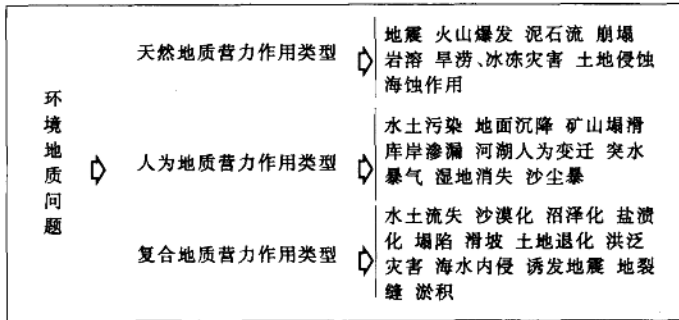 环境地质问题
天然地质营力作用类型
地震 火山爆发 泥石流 崩塌
岩溶 旱涝、冰冻灾害 土地侵蚀
海蚀作用
人为地质营力作用类型
水土污染 地面沉降 矿山塌滑
库岸渗漏 河湖人为变迁 突水
暴气 湿地消失 沙尘暴
复合地质营力作用类型
水土流失 沙漠化 沼泽化 盐渍
化 塌陷 滑坡 土地退化 洪泛
灾害 海水内侵 诱发地震 地裂
缝 淤积